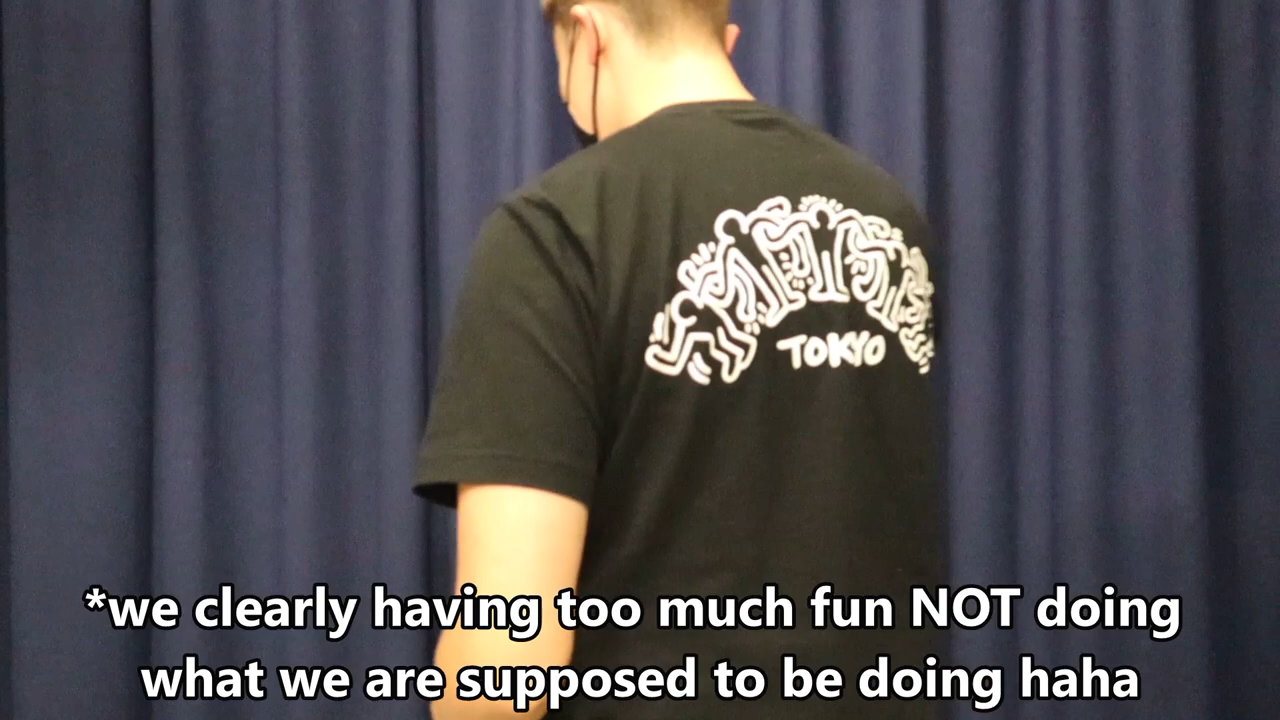 TOKYO
*we clearly having too much fun NOT doing
what we are supposed to be doing haha